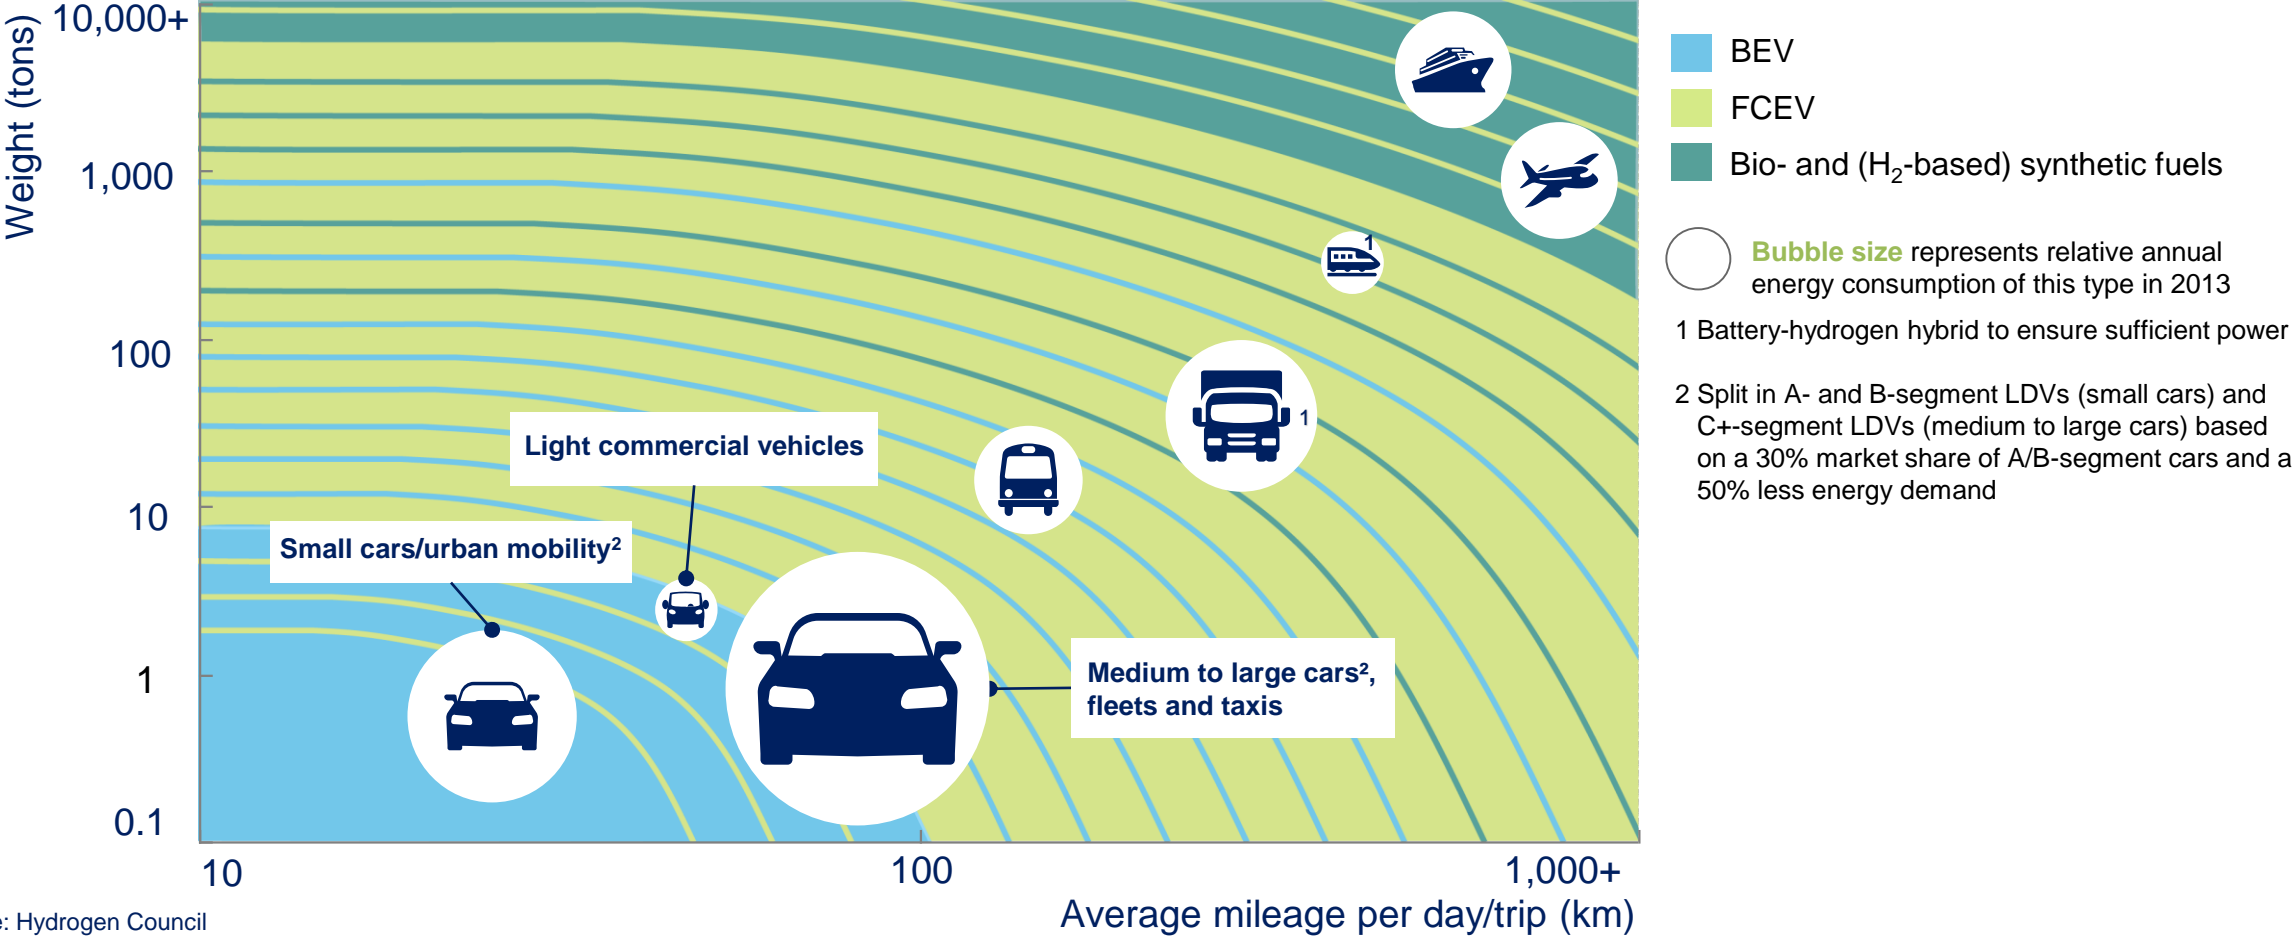 Weight (tons)
10,000+
1,000
100
10
1
0.1
10
100
1,000+
Average mileage per day/trip (km)
Light commercial vehicles
Small cars/urban mobility²
Medium to large cars²,
fleets and taxis
1
1
BEV
FCEV
Bio- and (H₂-based) synthetic fuels
Bubble size represents relative annual
energy consumption of this type in 2013
1 Battery-hydrogen hybrid to ensure sufficient power
2 Split in A- and B-segment LDVs (small cars) and
C+-segment LDVs (medium to large cars) based
on a 30% market share of A/B-segment cars and a
50% less energy demand
: Hydrogen Council